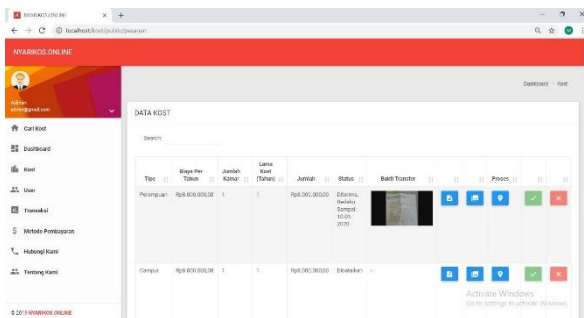 NYARIKOS.ONLINE
localhost/kost/public/pesanan
NYARIKOS.ONLINE
Dashboard Kost
Admin
DATA KOST
Cari Kost
Search:
Dashboard
Kost
User
Transaksi
Metode Pembayaran
Hubungi Kami
Tentang Kami
Tipe Biaya Per Tahun Jumlah Kamar Lama Kost (Tahun) Jumlah Status Bukti Transfer Proses
Perempuan Rp6.000.000,00 1 1 Rp6.000.000,00 Diterima. Berlaku Sampai: 10-01-2020
Campur Rp8.000.000,00 1 1 Rp8.000.000,00 Dibatalkan -
Activate Windows
Go to Settings to activate Windows.
© 2019 NYARIKOS.ONLINE